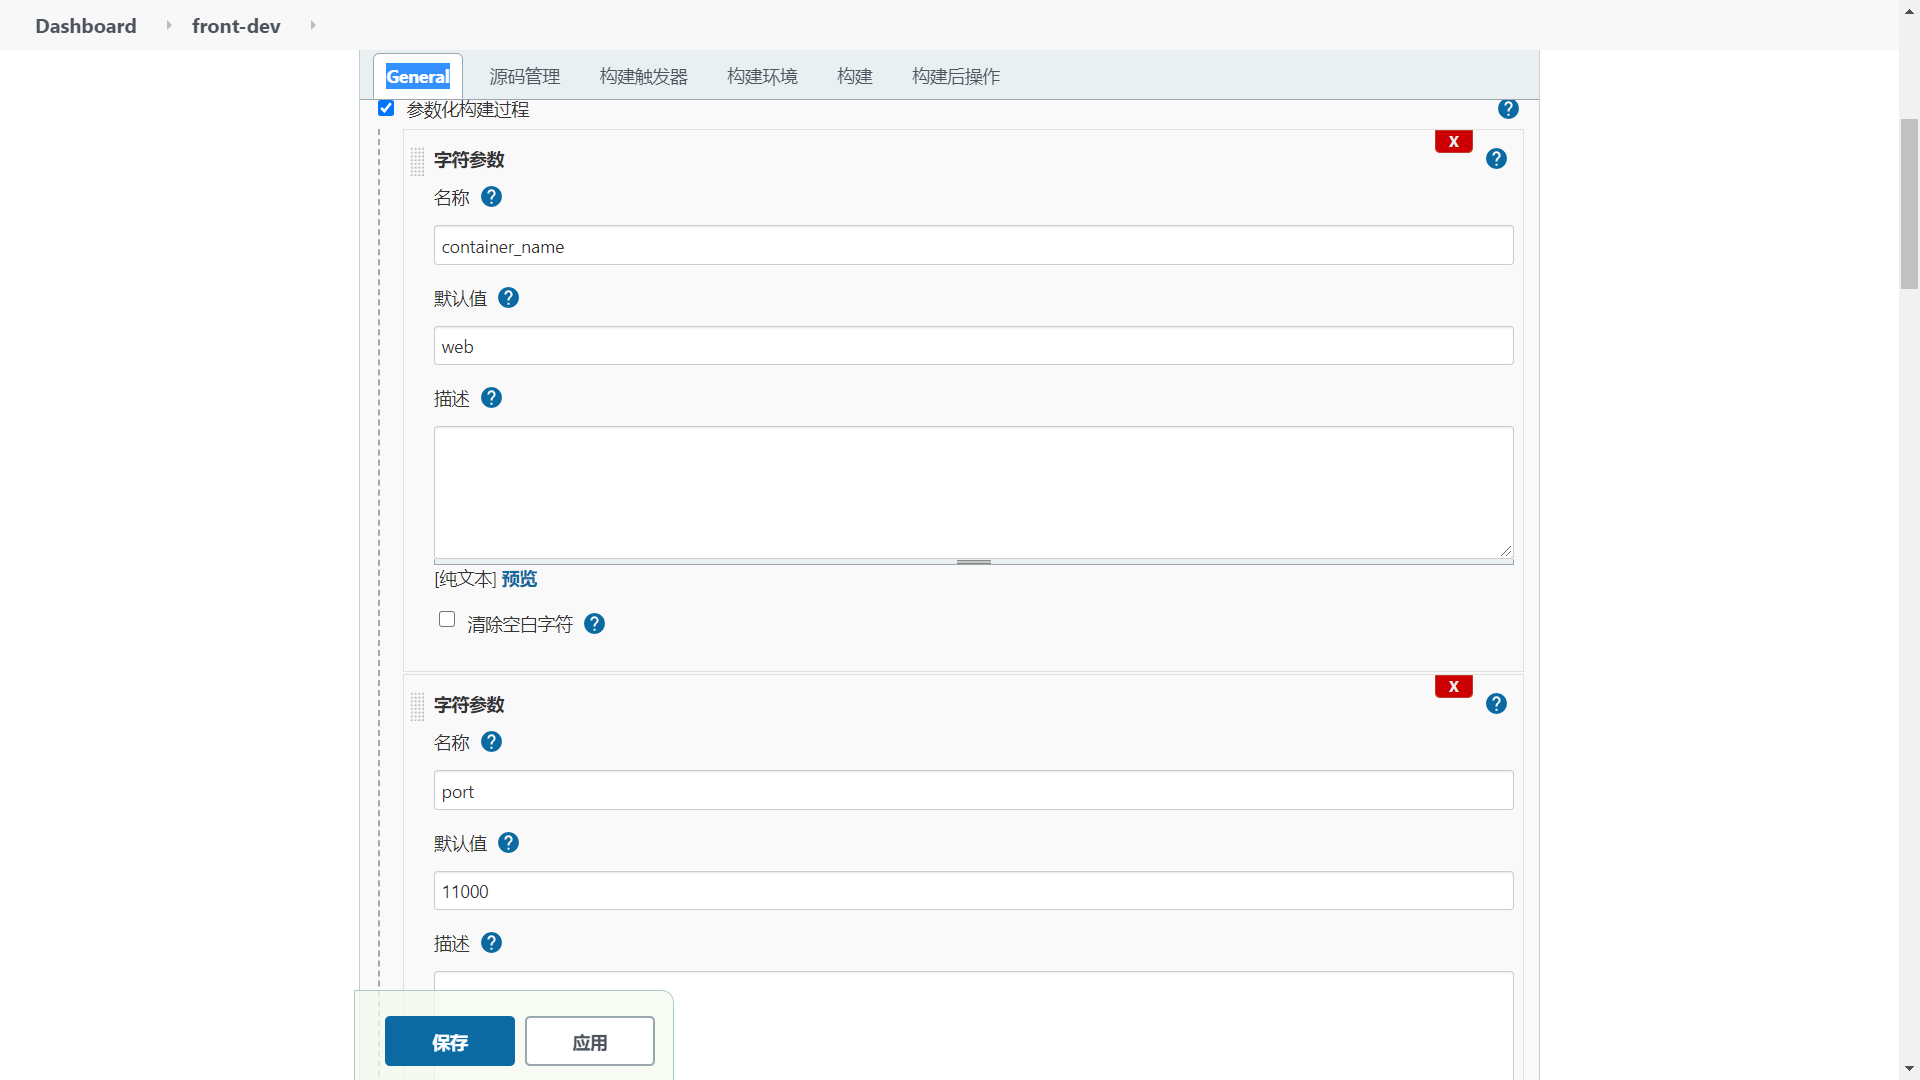 Dashboard front-dev
General 源码管理 构建触发器 构建环境 构建 构建后操作
参数化构建过程 ?
X
字符参数 ?
名称 ?
container_name
默认值 ?
web
描述 ?
[纯文本] 预览
清除空白字符 ?
X
字符参数 ?
名称 ?
port
默认值 ?
11000
描述 ?
保存 应用